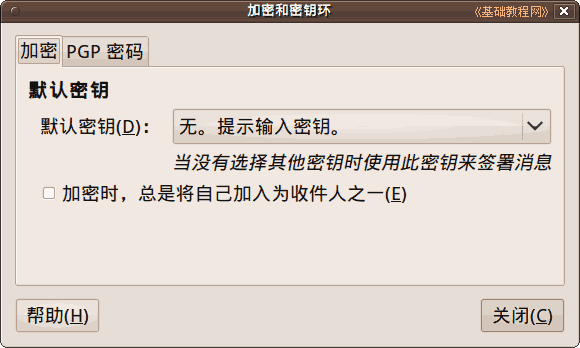 加密和密钥环
《基础教程网》
加密
PGP 密码
默认密钥
默认密钥(D)：
无。提示输入密钥。
当没有选择其他密钥时使用此密钥来签署消息
加密时，总是将自己加入为收件人之一(E)
帮助(H)
关闭(C)